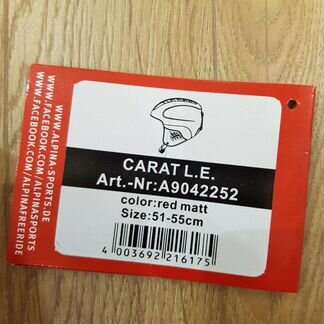 WWW.ALPINA-SPORTS.DE
WWW.FACEBOOK.COM/ALPINASPORTS
WWW.FACEBOOK.COM/ALPINAFREERIDE
CARAT L.E.
Art.-Nr:A9042252
color:red matt
Size:51-55cm
4 003692 216175